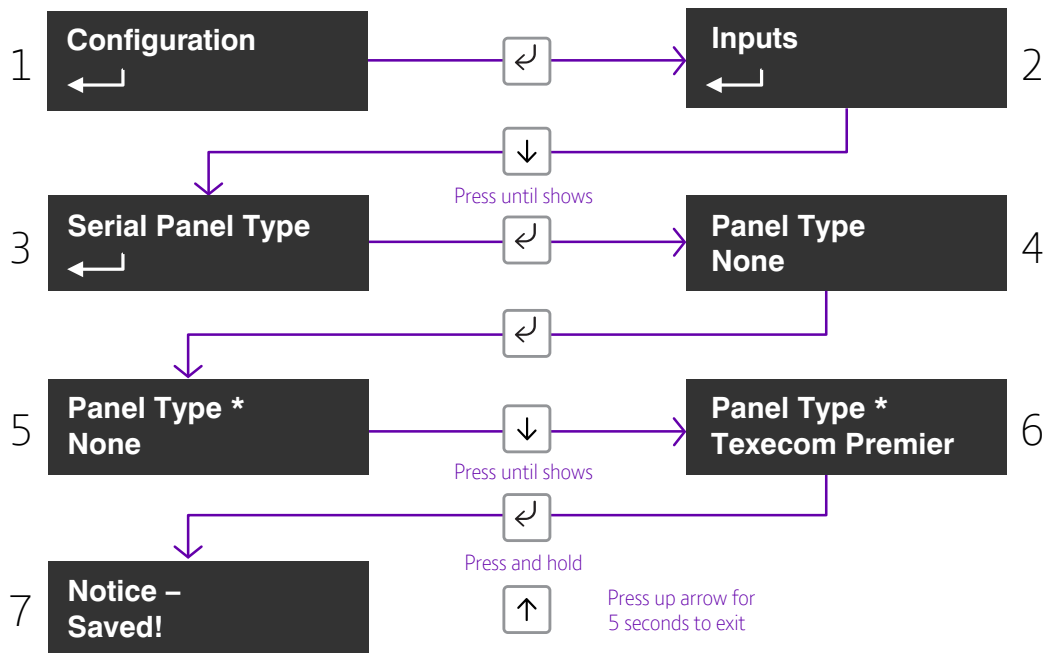 1
Configuration
Inputs
2
Press until shows
3
Serial Panel Type
Panel Type
None
4
5
Panel Type *
None
Press until shows
Panel Type *
Texecom Premier
6
Press and hold
7
Notice –
Saved!
Press up arrow for
5 seconds to exit